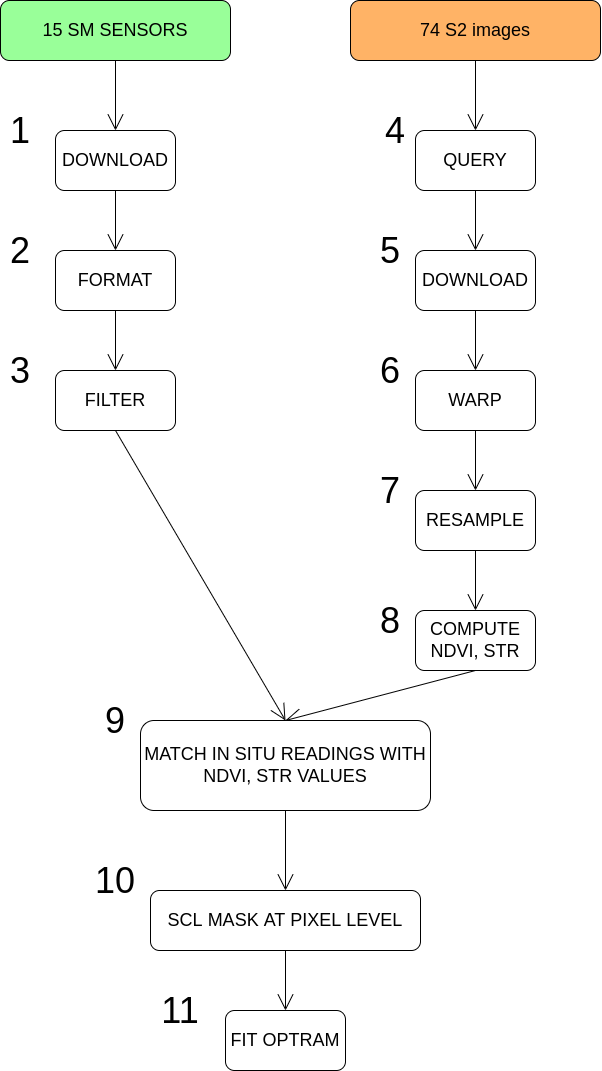 15 SM SENSORS
74 S2 images
1
DOWNLOAD
2
FORMAT
3
FILTER
4
QUERY
5
DOWNLOAD
6
WARP
7
RESAMPLE
8
COMPUTE
NDVI, STR
9
MATCH IN SITU READINGS WITH
NDVI, STR VALUES
10
SCL MASK AT PIXEL LEVEL
11
FIT OPTRAM